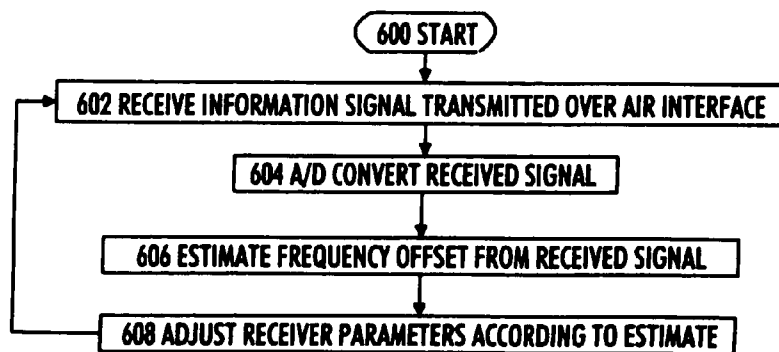 600 START
602 RECEIVE INFORMATION SIGNAL TRANSMITTED OVER AIR INTERFACE
604 A/D CONVERT RECEIVED SIGNAL
606 ESTIMATE FREQUENCY OFFSET FROM RECEIVED SIGNAL
608 ADJUST RECEIVER PARAMETERS ACCORDING TO ESTIMATE